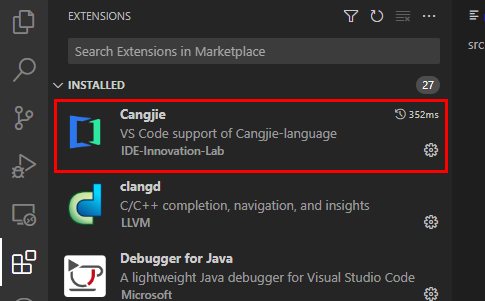 EXTENSIONS
src
Search Extensions in Marketplace
INSTALLED 27
Cangjie 352ms
VS Code support of Cangjie-language
IDE-Innovation-Lab
clangd
C/C++ completion, navigation, and insights
LLVM
Debugger for Java
A lightweight Java debugger for Visual Studio Code
Microsoft